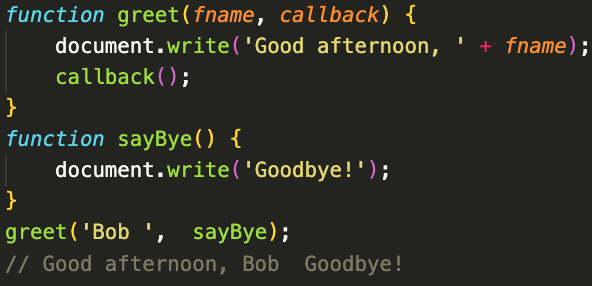 function greet(fname, callback) {
    document.write('Good afternoon, ' + fname);
    callback();
}
function sayBye() {
    document.write('Goodbye!');
}
greet('Bob ',  sayBye);
// Good afternoon, Bob  Goodbye!